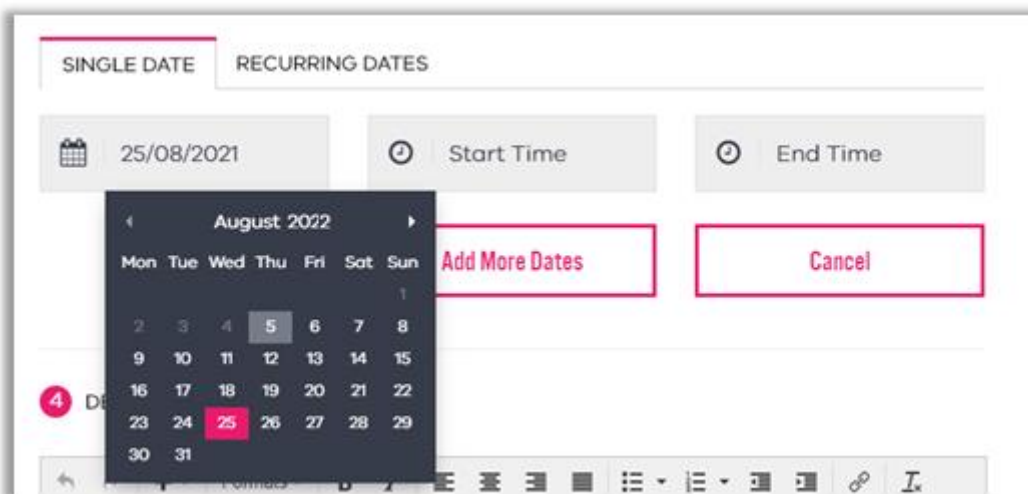 SINGLE DATE RECURRING DATES
25/08/2021 Start Time End Time
August 2022
Mon Tue Wed Thu Fri Sat Sun
1
2 3 4 5 6 7 8
9 10 11 12 13 14 15
16 17 18 19 20 21 22
23 24 25 26 27 28 29
30 31
Add More Dates Cancel
4 DE